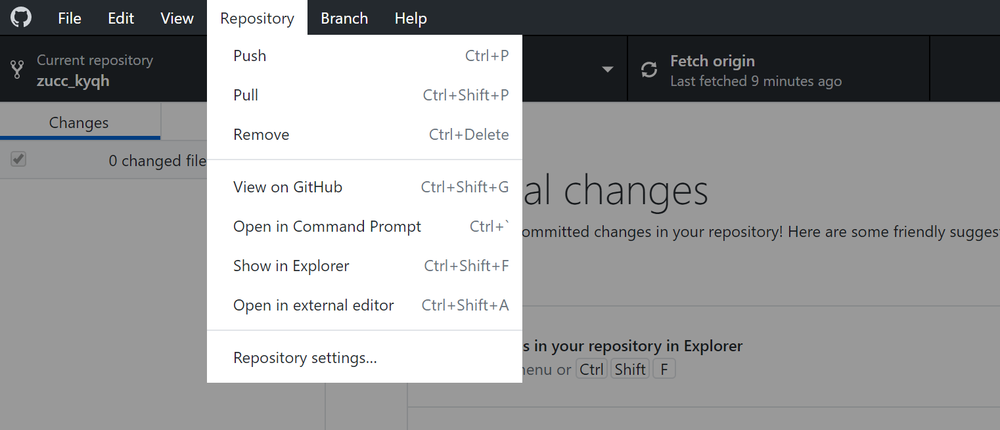 File Edit View Repository Branch Help
Current repository
zucc_kyqh
Fetch origin
Last fetched 9 minutes ago
Changes
0 changed file
Push Ctrl+P
Pull Ctrl+Shift+P
Remove Ctrl+Delete
View on GitHub Ctrl+Shift+G
Open in Command Prompt Ctrl+`
Show in Explorer Ctrl+Shift+F
Open in external editor Ctrl+Shift+A
Repository settings...
al changes
ommitted changes in your repository! Here are some friendly sugges
s in your repository in Explorer
enu or Ctrl Shift F